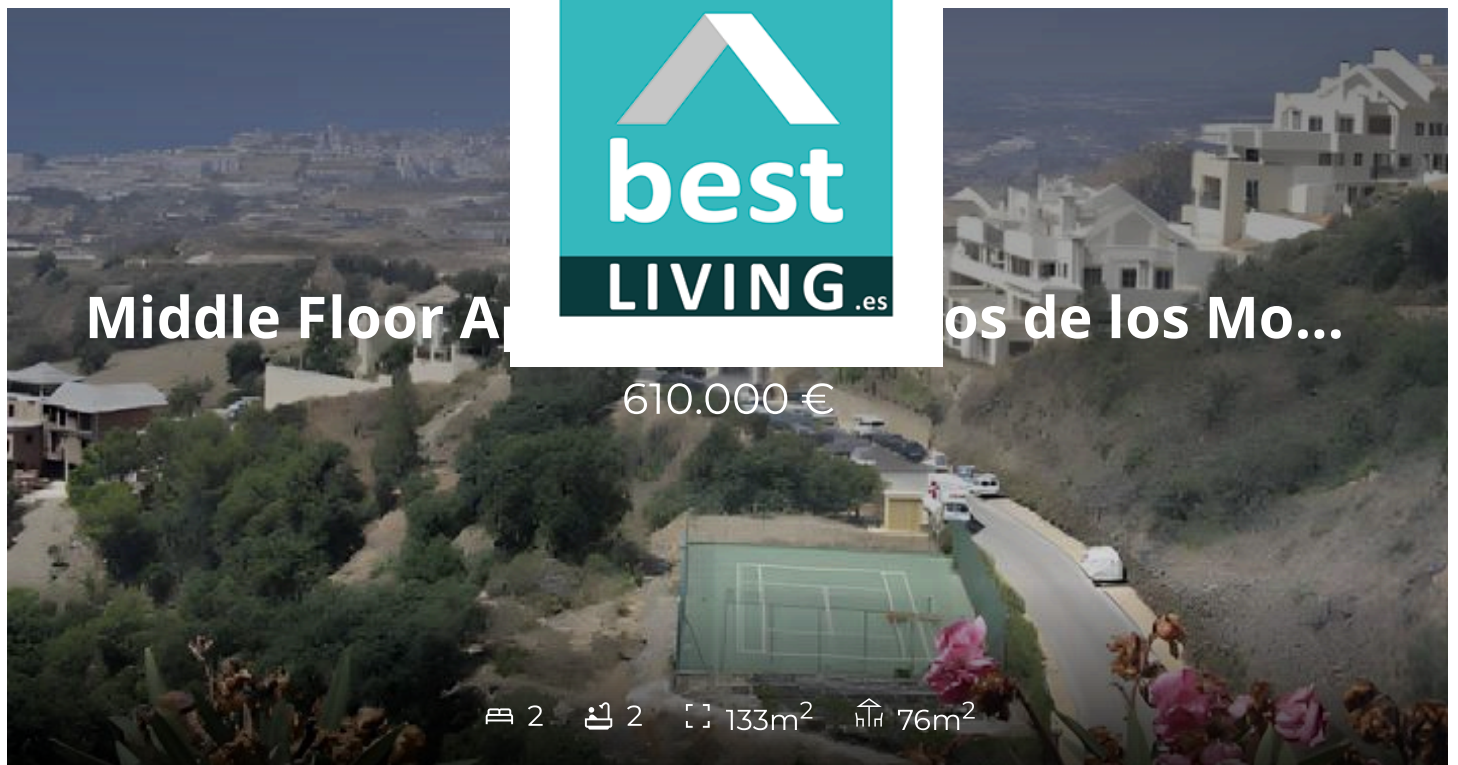 best
LIVING.es
Middle Floor Ap os de los Mo...
610.000 €
2 2 133m² 76m²